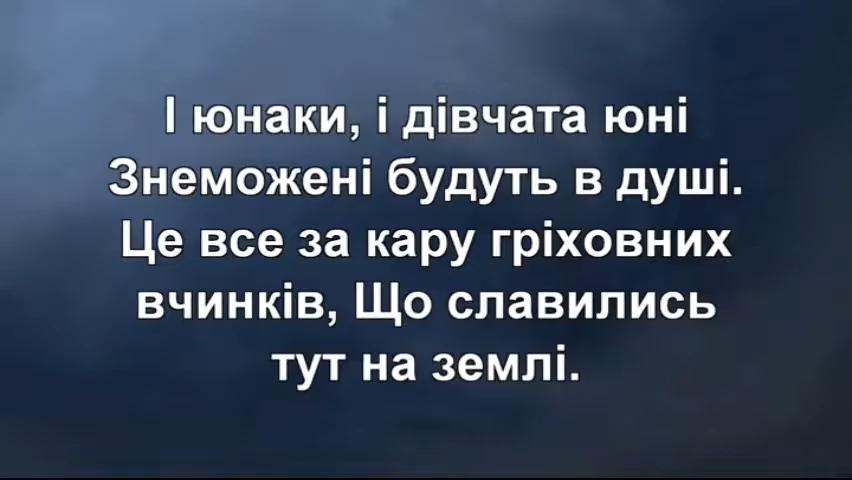 І юнаки, і дівчата юні
Знеможені будуть в душі.
Це все за кару гріховних
вчинків, Що славились
тут на землі.